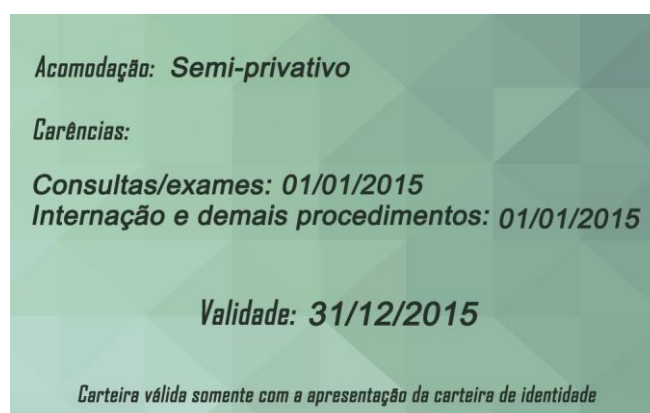 Acomodação: Semi-privativo
Carências:
Consultas/exames: 01/01/2015
Internação e demais procedimentos: 01/01/2015
Validade: 31/12/2015
Carteira válida somente com a apresentação da carteira de identidade